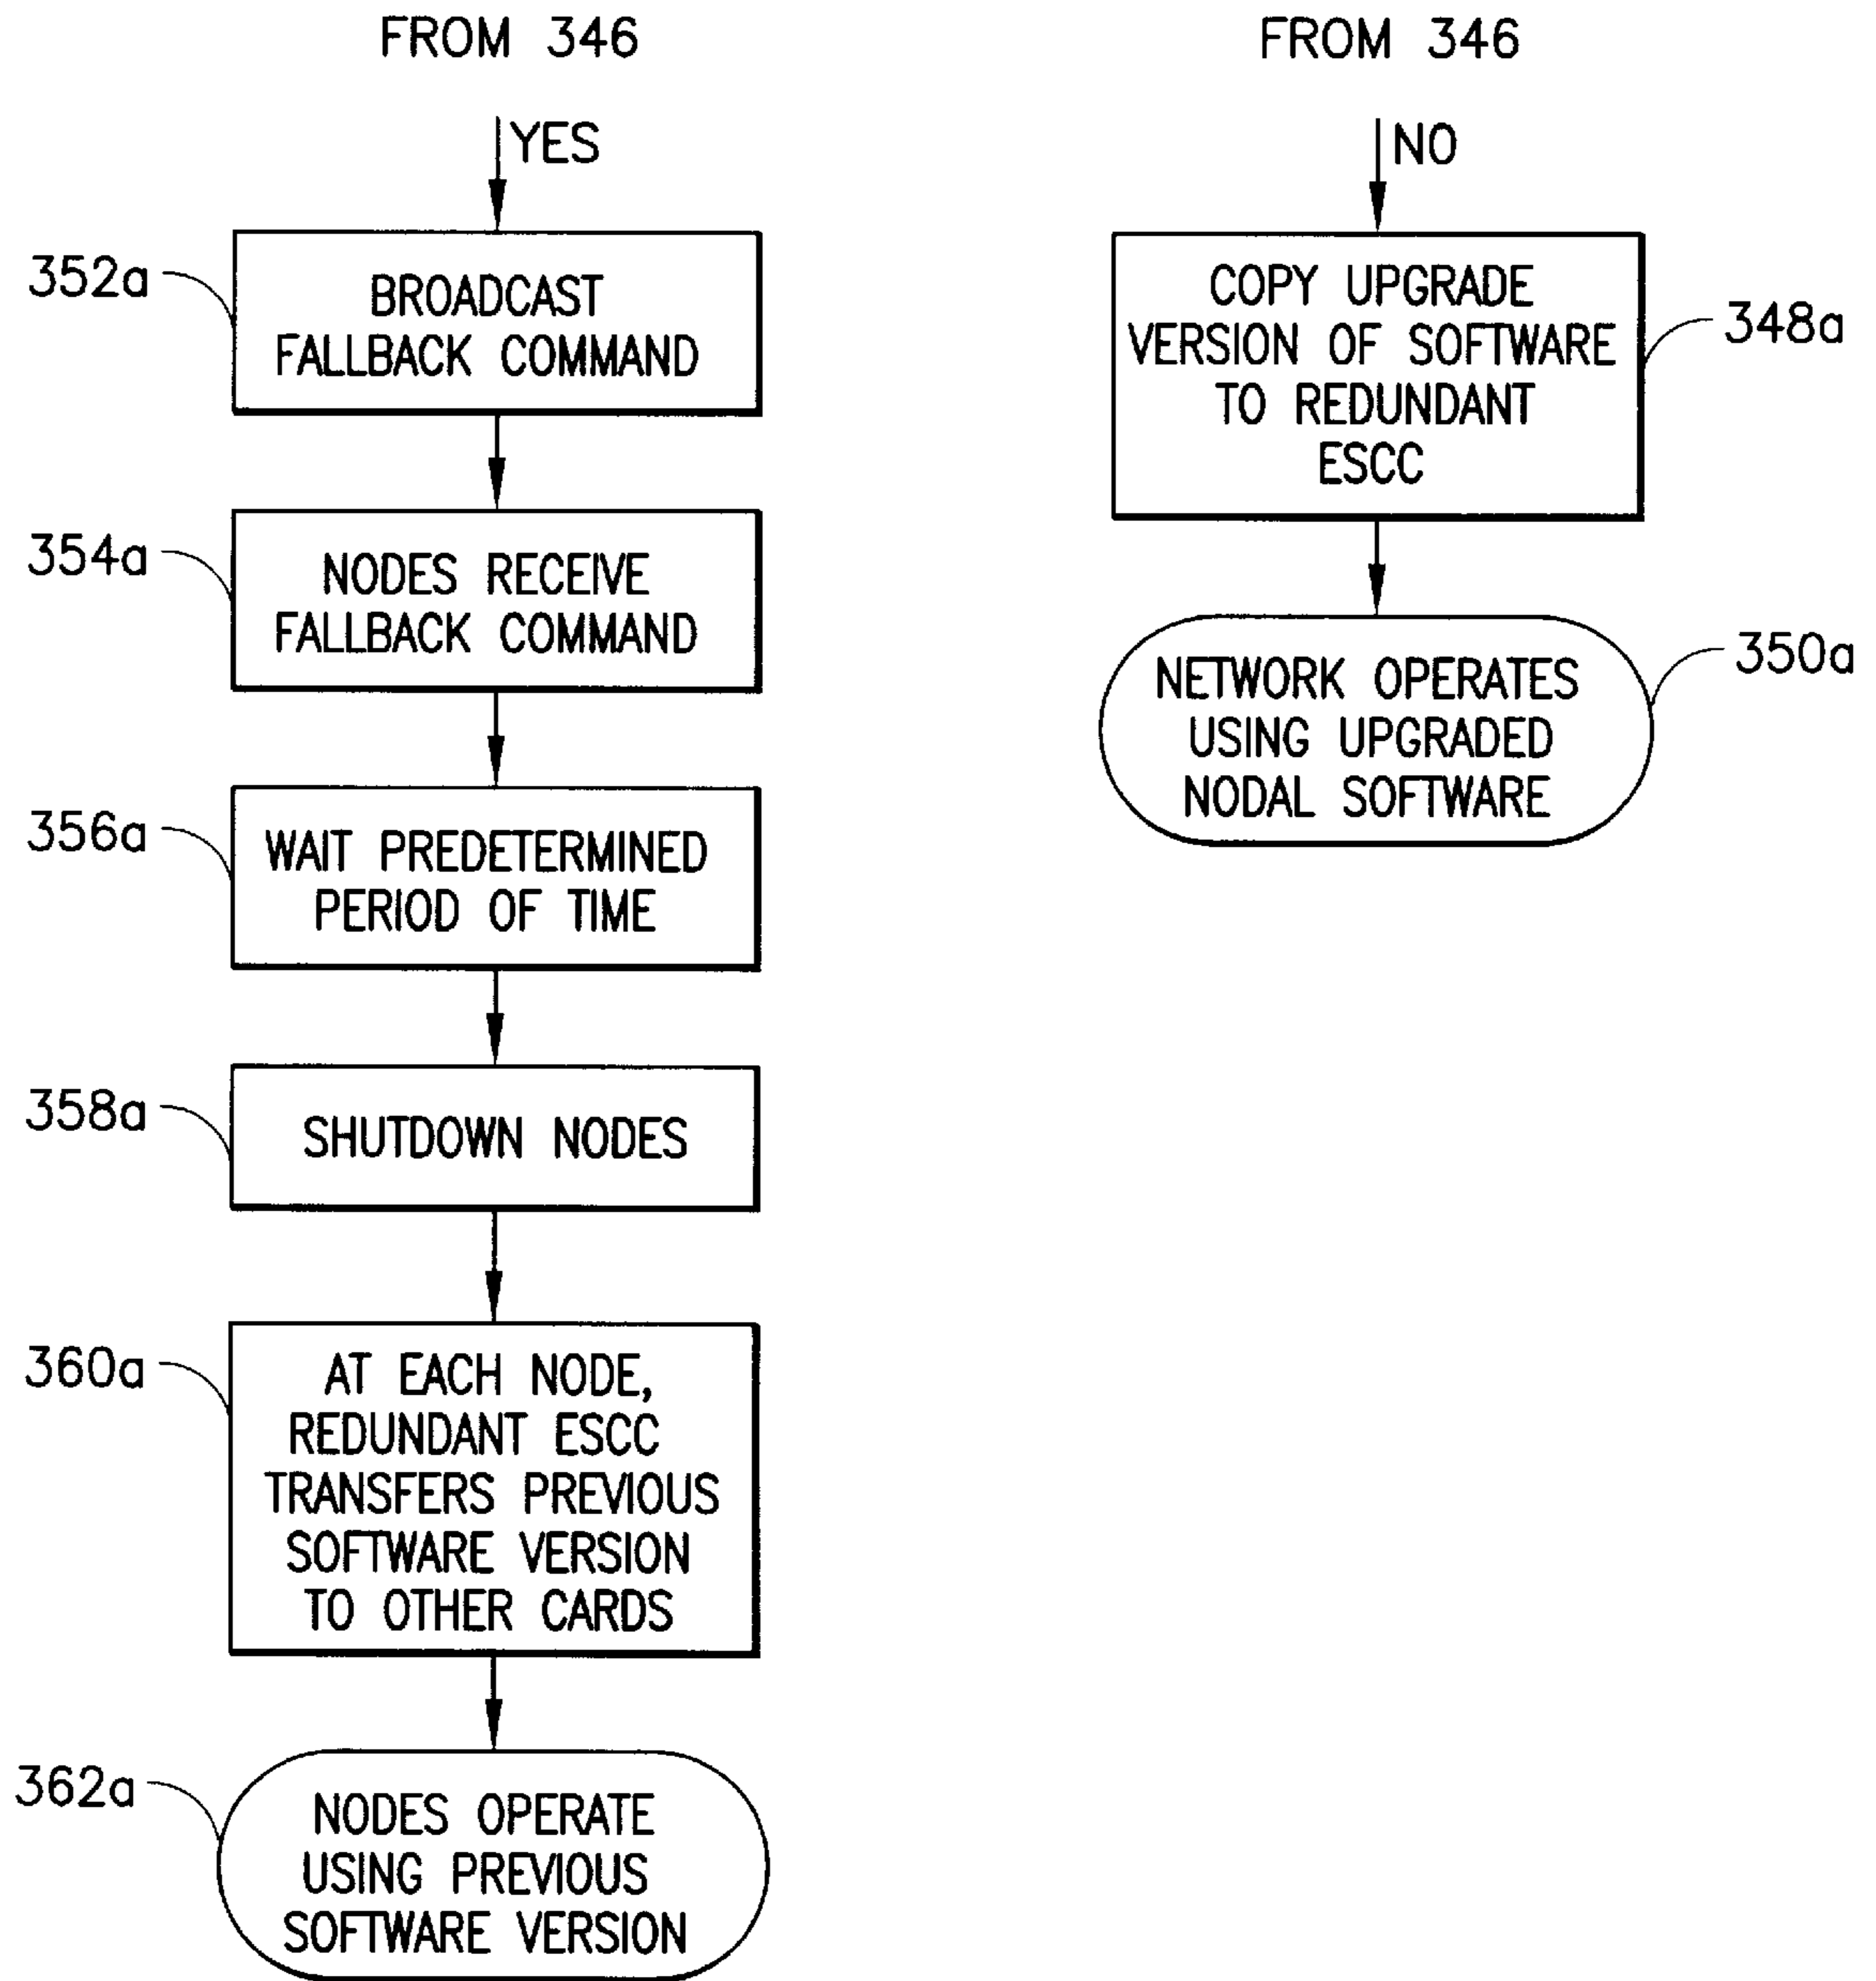 FROM 346
YES
352a
BROADCAST
FALLBACK COMMAND
354a
NODES RECEIVE
FALLBACK COMMAND
356a
WAIT PREDETERMINED
PERIOD OF TIME
358a
SHUTDOWN NODES
360a
AT EACH NODE,
REDUNDANT ESCC
TRANSFERS PREVIOUS
SOFTWARE VERSION
TO OTHER CARDS
362a
NODES OPERATE
USING PREVIOUS
SOFTWARE VERSION
FROM 346
NO
COPY UPGRADE
VERSION OF SOFTWARE
TO REDUNDANT
ESCC
348a
NETWORK OPERATES
USING UPGRADED
NODAL SOFTWARE
350a